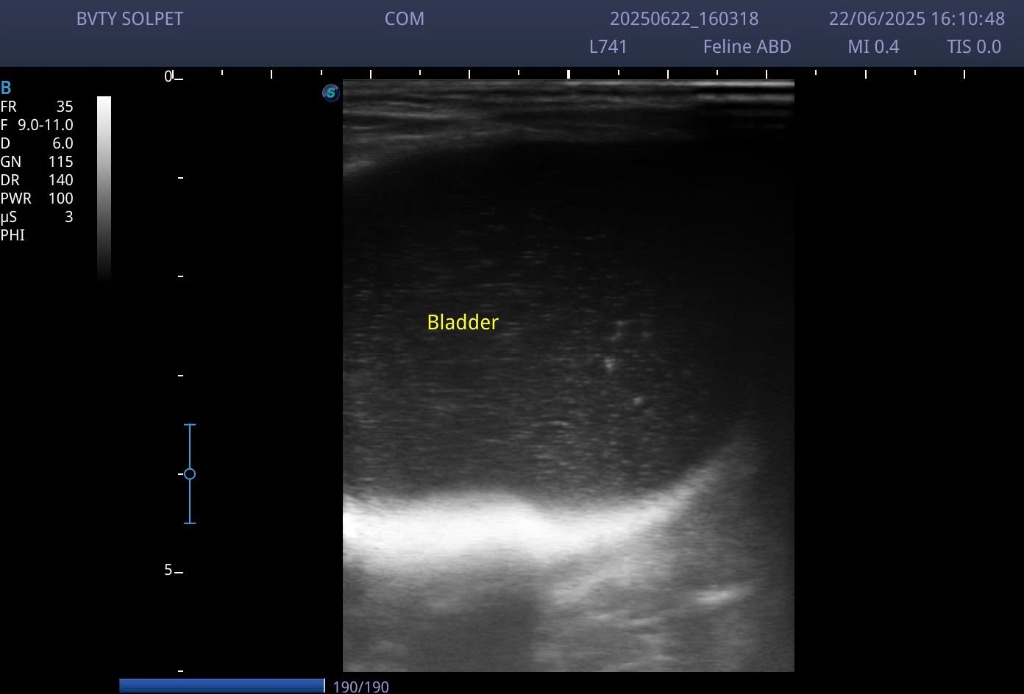 BVTY SOLPET COM 20250622_160318 22/06/2025 16:10:48
L741 Feline ABD MI 0.4 TIS 0.0
B
FR 35
F 9.0-11.0
D 6.0
GN 115
DR 140
PWR 100
µS 3
PHI
0
S
Bladder
5
190/190